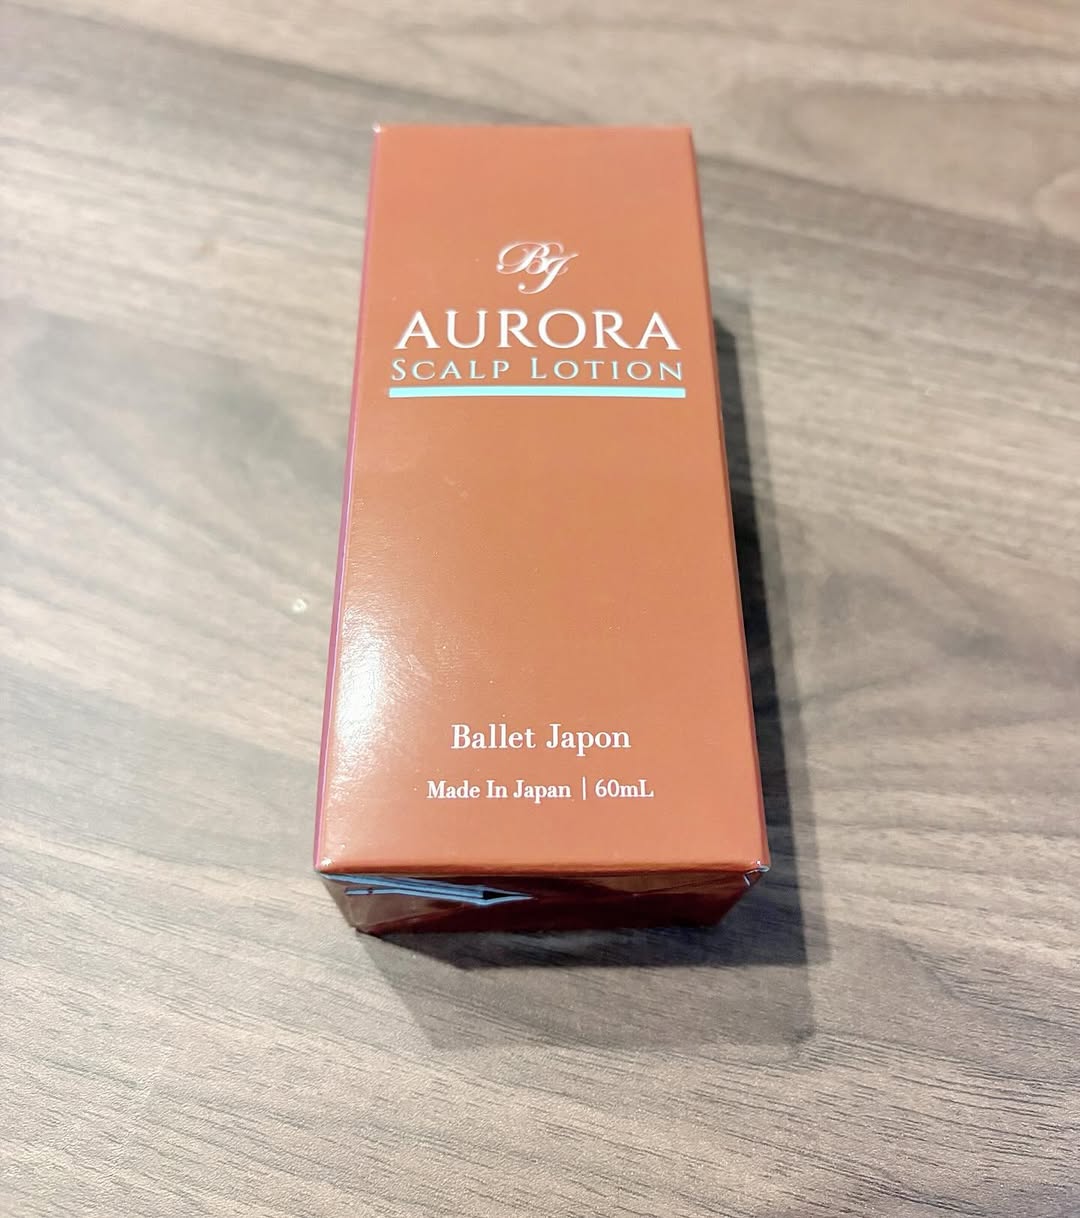 BJ
AURORA
SCALP LOTION
Ballet Japon
Made In Japan | 60mL